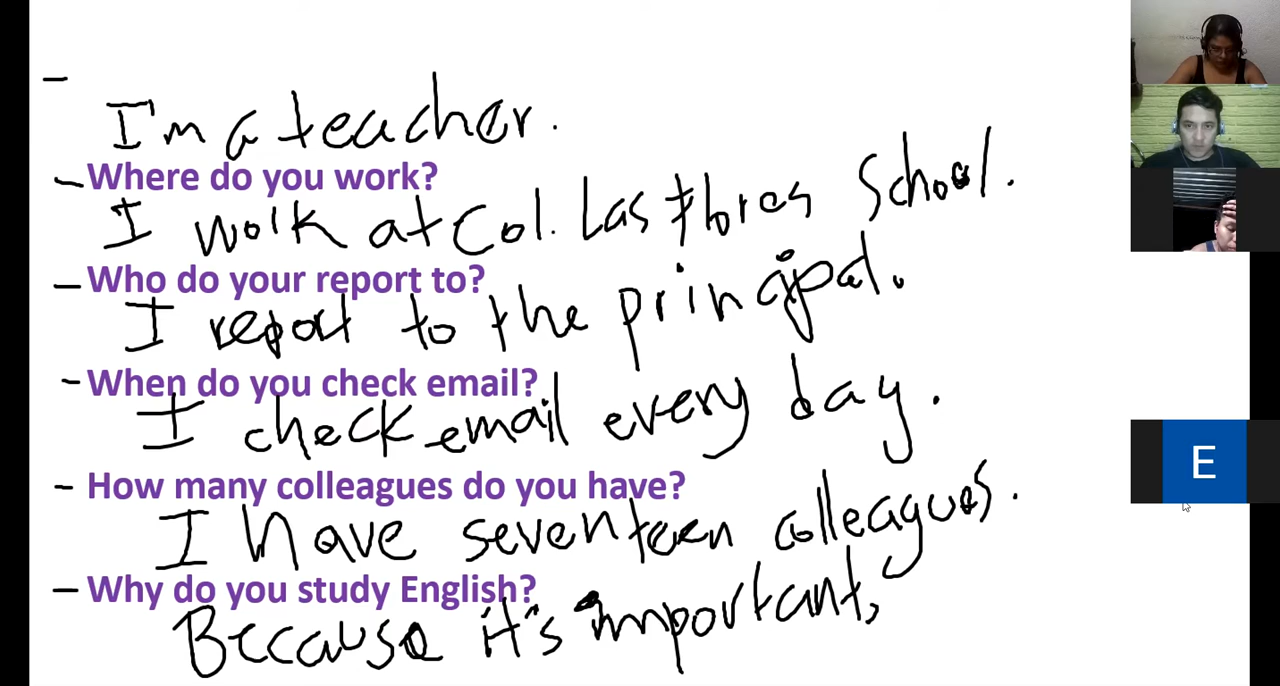 I'm a teacher.
- Where do you work?
I work at Col. Las flores School.
- Who do your report to?
I report to the principal.
- When do you check email?
I check email every day.
- How many colleagues do you have?
I have seventeen colleagues.
- Why do you study English?
Because it's important,
E